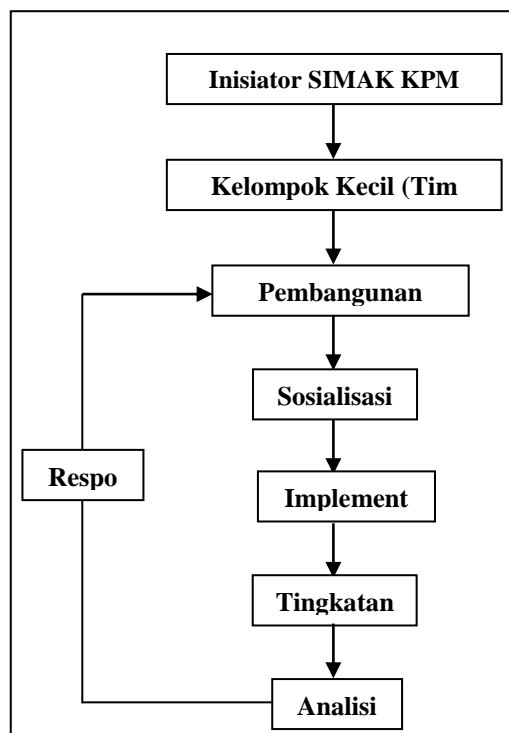 Inisiator SIMAK KPM
Kelompok Kecil (Tim
Pembangunan
Sosialisasi
Respo
Implement
Tingkatan
Analisi